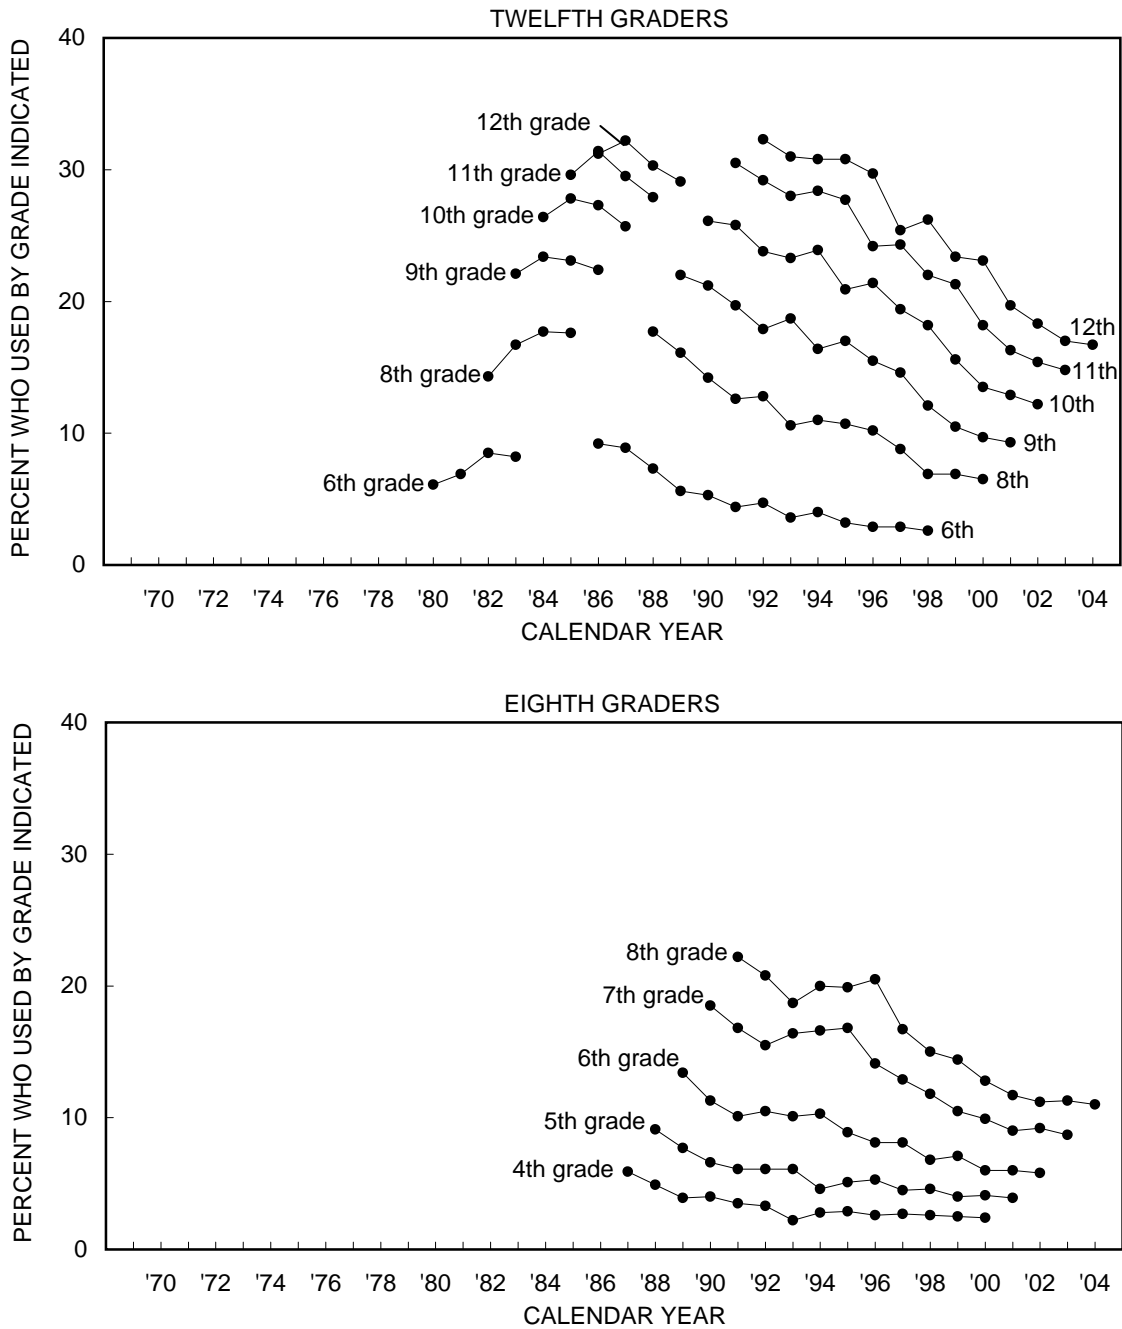 TWELFTH GRADERS
PERCENT WHO USED BY GRADE INDICATED
40
30
20
10
0
12th grade
11th grade
10th grade
9th grade
8th grade
6th grade
12th
11th
10th
9th
8th
6th
'70 '72 '74 '76 '78 '80 '82 '84 '86 '88 '90 '92 '94 '96 '98 '00 '02 '04
CALENDAR YEAR
EIGHTH GRADERS
PERCENT WHO USED BY GRADE INDICATED
40
30
20
10
0
8th grade
7th grade
6th grade
5th grade
4th grade
'70 '72 '74 '76 '78 '80 '82 '84 '86 '88 '90 '92 '94 '96 '98 '00 '02 '04
CALENDAR YEAR